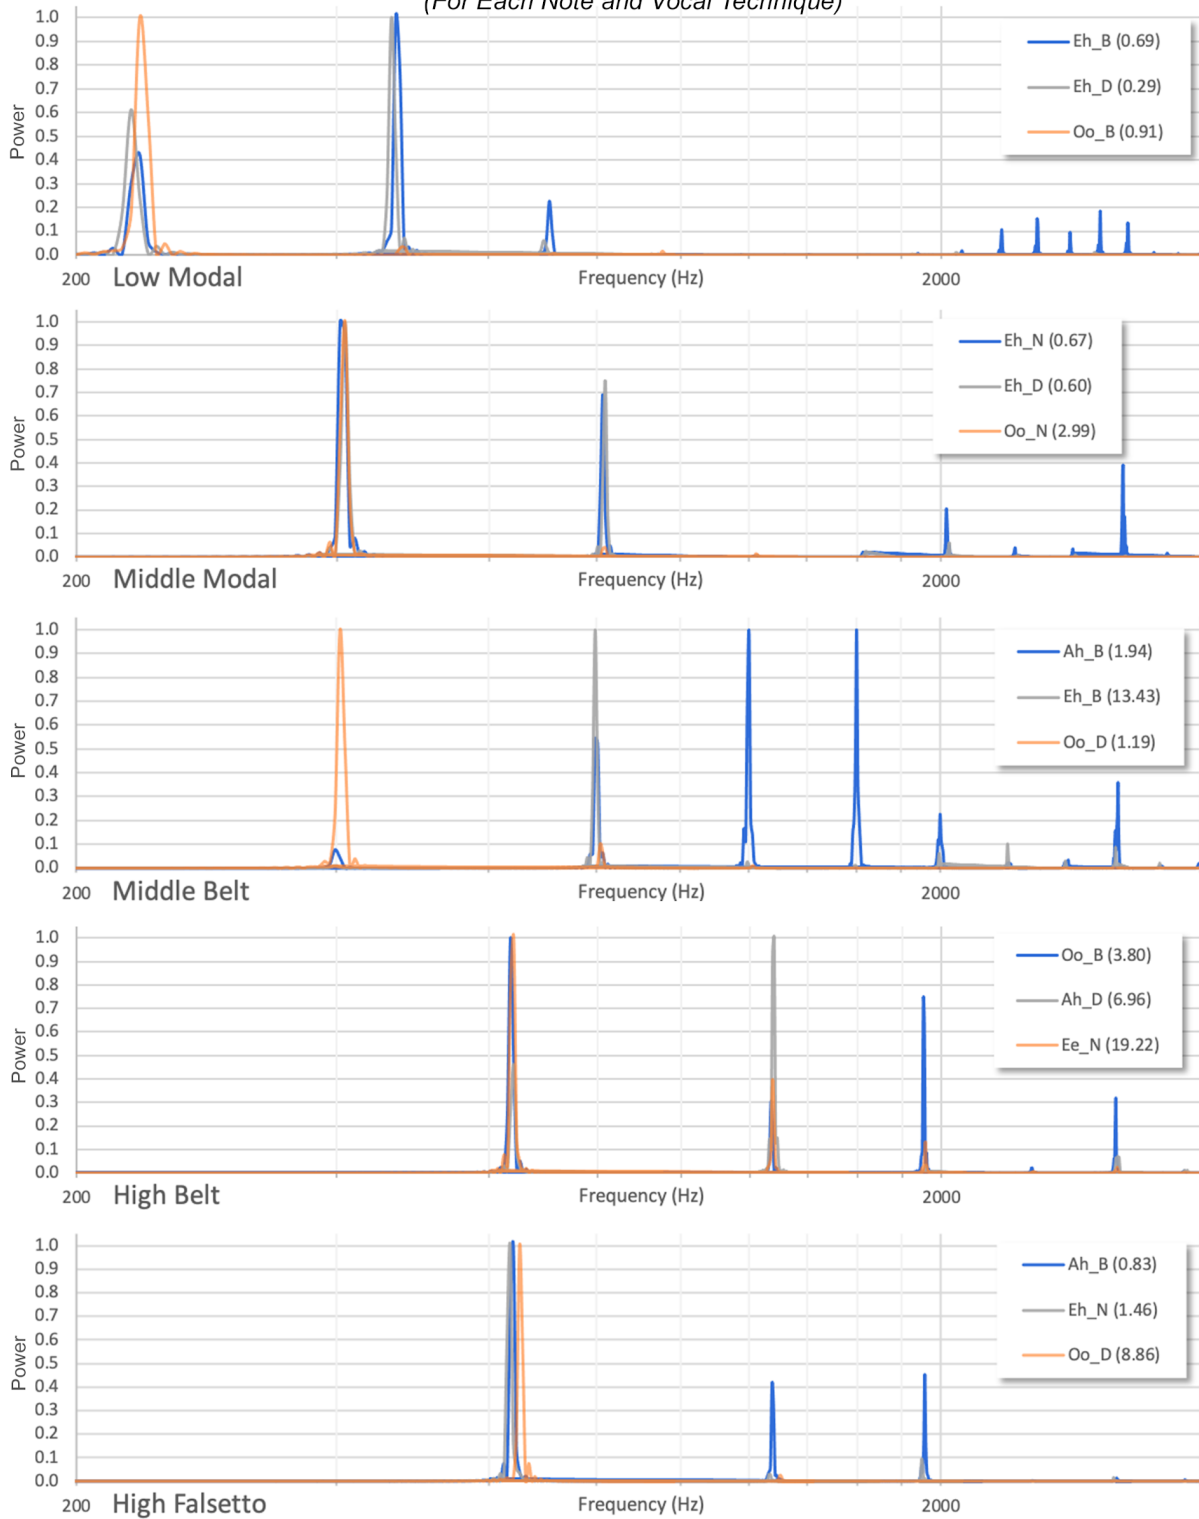 (For Each Note and Vocal Technique)
1.0
0.9
0.8
0.7
0.6
0.5
0.4
0.3
0.2
0.1
0.0
Power
Eh_B (0.69)
Eh_D (0.29)
Oo_B (0.91)
200
Low Modal
Frequency (Hz)
2000
1.0
0.9
0.8
0.7
0.6
0.5
0.4
0.3
0.2
0.1
0.0
Power
Eh_N (0.67)
Eh_D (0.60)
Oo_N (2.99)
200
Middle Modal
Frequency (Hz)
2000
1.0
0.9
0.8
0.7
0.6
0.5
0.4
0.3
0.2
0.1
0.0
Power
Ah_B (1.94)
Eh_B (13.43)
Oo_D (1.19)
200
Middle Belt
Frequency (Hz)
2000
1.0
0.9
0.8
0.7
0.6
0.5
0.4
0.3
0.2
0.1
0.0
Power
Oo_B (3.80)
Ah_D (6.96)
Ee_N (19.22)
200
High Belt
Frequency (Hz)
2000
1.0
0.9
0.8
0.7
0.6
0.5
0.4
0.3
0.2
0.1
0.0
Power
Ah_B (0.83)
Eh_N (1.46)
Oo_D (8.86)
200
High Falsetto
Frequency (Hz)
2000